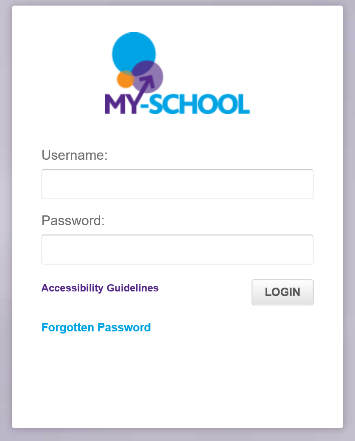 MY-SCHOOL
Username:
Password:
Accessibility Guidelines
LOGIN
Forgotten Password